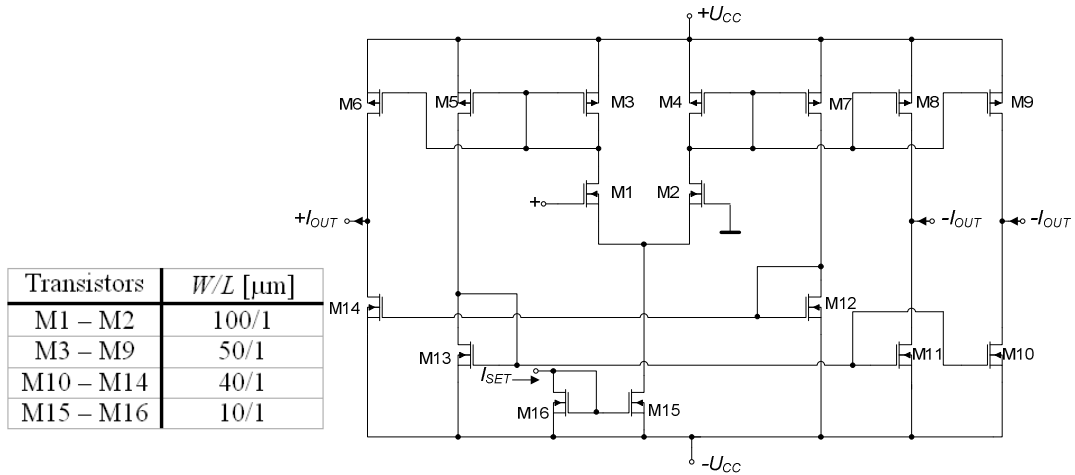 +UCC
M6
M5
M3
M4
M7
M8
M9
M1
M2
+
+IOUT
-IOUT
-IOUT
Transistors W/L [µm]
M1 – M2 100/1
M3 – M9 50/1
M10 – M14 40/1
M15 – M16 10/1
M14
M12
M13
M11
M10
ISET
M16
M15
-UCC